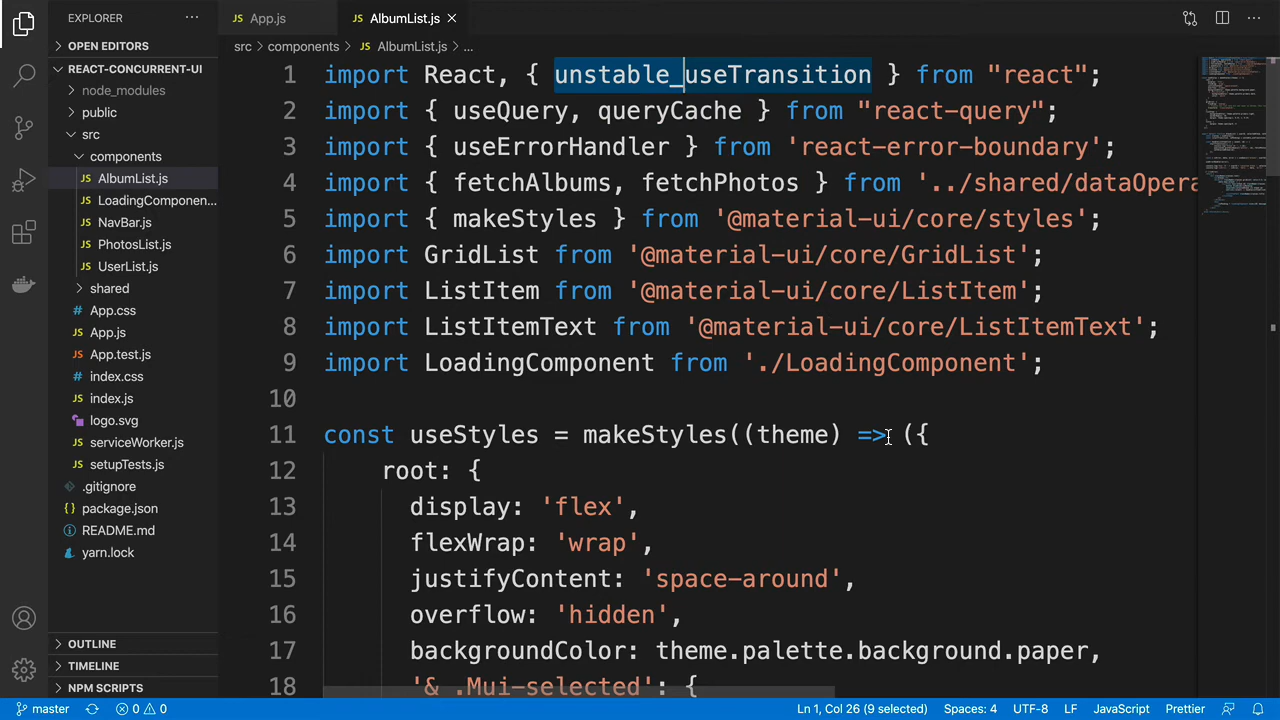 EXPLORER
OPEN EDITORS
REACT-CONCURRENT-UI
node_modules
public
src
components
AlbumList.js
LoadingComponen...
NavBar.js
PhotosList.js
UserList.js
shared
App.css
App.js
App.test.js
index.css
index.js
logo.svg
serviceWorker.js
setupTests.js
.gitignore
package.json
README.md
yarn.lock
OUTLINE
TIMELINE
NPM SCRIPTS
JS App.js
JS AlbumList.js
src > components > JS AlbumList.js > ...
1 import React, { unstable_useTransition } from "react";
2 import { useQuery, queryCache } from "react-query";
3 import { useErrorHandler } from 'react-error-boundary';
4 import { fetchAlbums, fetchPhotos } from '../shared/dataOpera
5 import { makeStyles } from '@material-ui/core/styles';
6 import GridList from '@material-ui/core/GridList';
7 import ListItem from '@material-ui/core/ListItem';
8 import ListItemText from '@material-ui/core/ListItemText';
9 import LoadingComponent from './LoadingComponent';
10
11 const useStyles = makeStyles((theme) => ({
12 root: {
13 display: 'flex',
14 flexWrap: 'wrap',
15 justifyContent: 'space-around',
16 overflow: 'hidden',
17 backgroundColor: theme.palette.background.paper,
18 '& .Mui-selected': {
master 0 0 Ln 1, Col 26 (9 selected) Spaces: 4 UTF-8 LF JavaScript Prettier